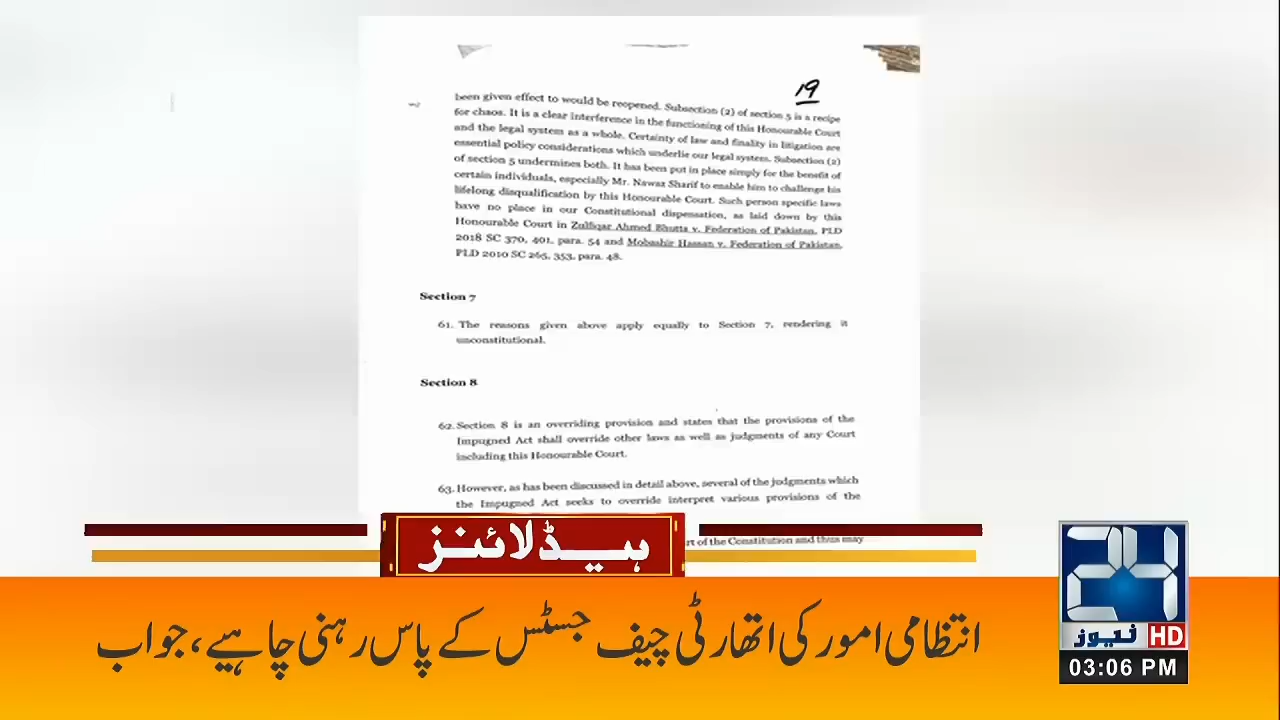 19
been given effect to would be reopened. Subsection (2) of section 5 is a recipe
for chaos. It is a clear interference in the functioning of this Honourable Court
and the legal system as a whole. Certainty of law and finality in litigation are
essential policy considerations which underlie our legal system. Subsection (2)
of section 5 undermines both. It has been put in place simply for the benefit of
certain individuals, especially Mr. Nawaz Sharif to enable him to challenge his
lifelong disqualification by this Honourable Court. Such person specific laws
have no place in our Constitutional dispensation, as laid down by this
Honourable Court in Zulfiqar Ahmed Bhutta v. Federation of Pakistan, PLD
2018 SC 370, 401, para. 54 and Mobashir Hassan v. Federation of Pakistan,
PLD 2010 SC 265, 353, para. 48.
Section 7
61. The reasons given above apply equally to Section 7, rendering it
unconstitutional.
Section 8
62. Section 8 is an overriding provision and states that the provisions of the
Impugned Act shall override other laws as well as judgments of any Court
including this Honourable Court.
63. However, as has been discussed in detail above, several of the judgments which
the Impugned Act seeks to override interpret various provisions of the
of the Constitution and thus may
ہیڈلائنز
انتظامی امور کی اتھارٹی چیف جسٹس کے پاس رہنی چاہیے، جواب
24
نیوز HD
03:06 PM